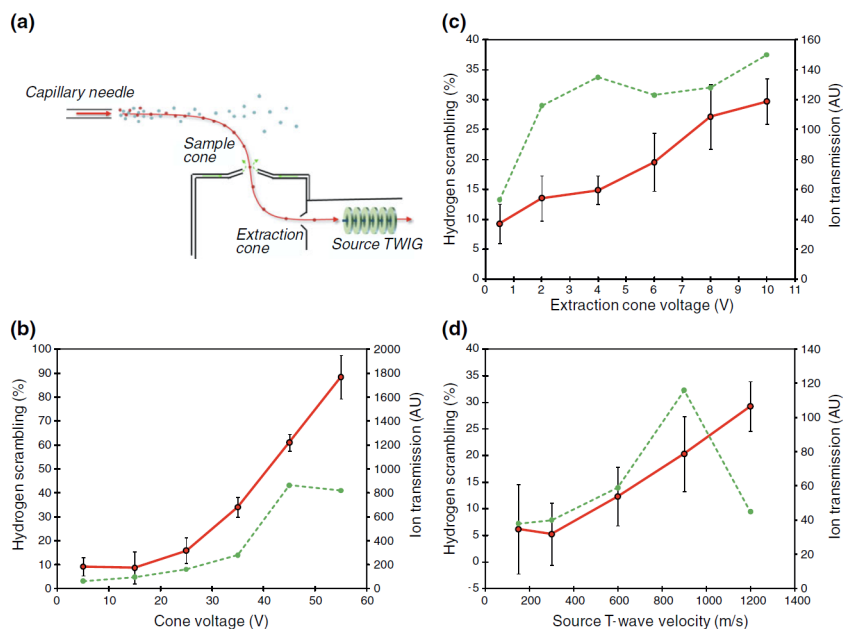 (a)
Capillary needle
Sample
cone
Extraction
cone
Source TWIG
(b)
100
90
80
70
60
50
40
30
20
10
0
Hydrogen scrambling (%)
2000
1800
1600
1400
1200
1000
800
600
400
200
0
Ion transmission (AU)
0 10 20 30 40 50 60
Cone voltage (V)
(c)
40
35
30
25
20
15
10
5
0
Hydrogen scrambling (%)
160
140
120
100
80
60
40
20
0
Ion transmission (AU)
0 1 2 3 4 5 6 7 8 9 10 11
Extraction cone voltage (V)
(d)
40
35
30
25
20
15
10
5
0
-5
Hydrogen scrambling (%)
140
120
100
80
60
40
20
0
Ion transmission (AU)
0 200 400 600 800 1000 1200 1400
Source T-wave velocity (m/s)